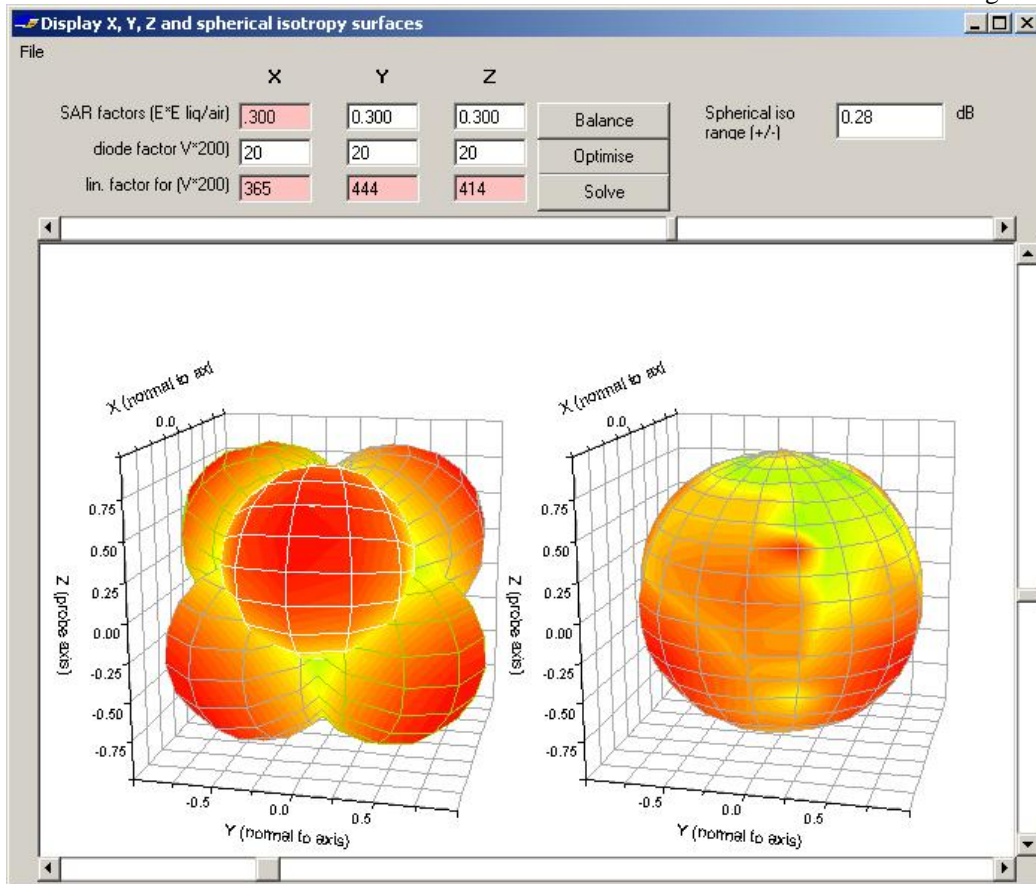 Display X, Y, Z and spherical isotropy surfaces
File
X Y Z
SAR factors (E*E liq/air) .300 0.300 0.300 Balance
Spherical iso range (+/-) 0.28 dB
diode factor V*200) 20 20 20 Optimise
lin. factor for (V*200) 365 444 414 Solve
X (normal to axi
0.0
0.75
0.50
0.25
0.00
-0.25
-0.50
-0.75
Z (probe axis)
-0.5 0.0 0.5
Y (normal to axis)
X (normal to axi
0.0
0.75
0.50
0.25
0.00
-0.25
-0.50
-0.75
Z (probe axis)
-0.5 0.0 0.5
Y (normal to axis)